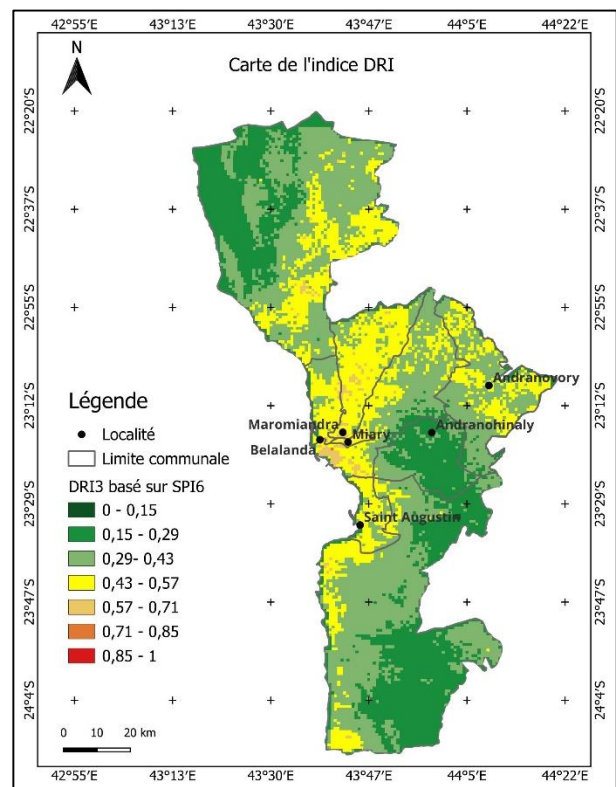 42°55'E 43°13'E 43°30'E 43°47'E 44°5'E 44°22'E
N
Carte de l'indice DRI
22°20'S 22°20'S
22°37'S 22°37'S
22°55'S 22°55'S
23°12'S 23°12'S
23°29'S 23°29'S
23°47'S 23°47'S
24°4'S 24°4'S
Andranovory
Maromiandra
Miary
Andranohinaly
Belalanda
Saint Augustin
Légende
Localité
Limite communale
DRI3 basé sur SPI6
0 - 0,15
0,15 - 0,29
0,29- 0,43
0,43 - 0,57
0,57 - 0,71
0,71 - 0,85
0,85 - 1
0 10 20 km
42°55'E 43°13'E 43°30'E 43°47'E 44°5'E 44°22'E